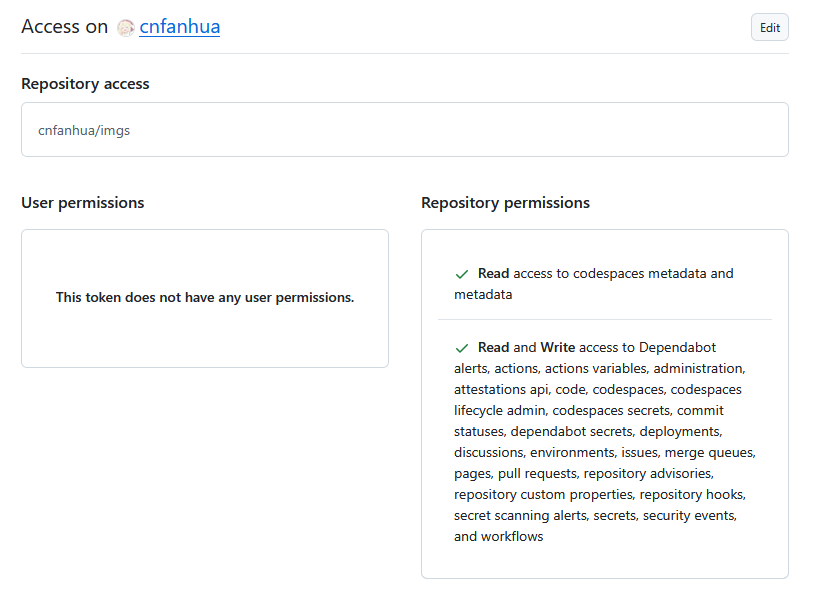 Access on cnfanhua
Edit
Repository access
cnfanhua/imgs
User permissions
This token does not have any user permissions.
Repository permissions
Read access to codespaces metadata and
metadata
Read and Write access to Dependabot
alerts, actions, actions variables, administration,
attestations api, code, codespaces, codespaces
lifecycle admin, codespaces secrets, commit
statuses, dependabot secrets, deployments,
discussions, environments, issues, merge queues,
pages, pull requests, repository advisories,
repository custom properties, repository hooks,
secret scanning alerts, secrets, security events,
and workflows